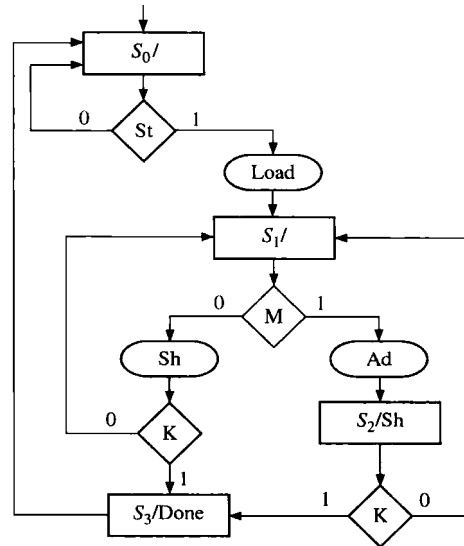 S₀/
0 St 1
Load
S₁/
0 M 1
Sh Ad
S₂/Sh
0 K
1
S₃/Done 1 K 0